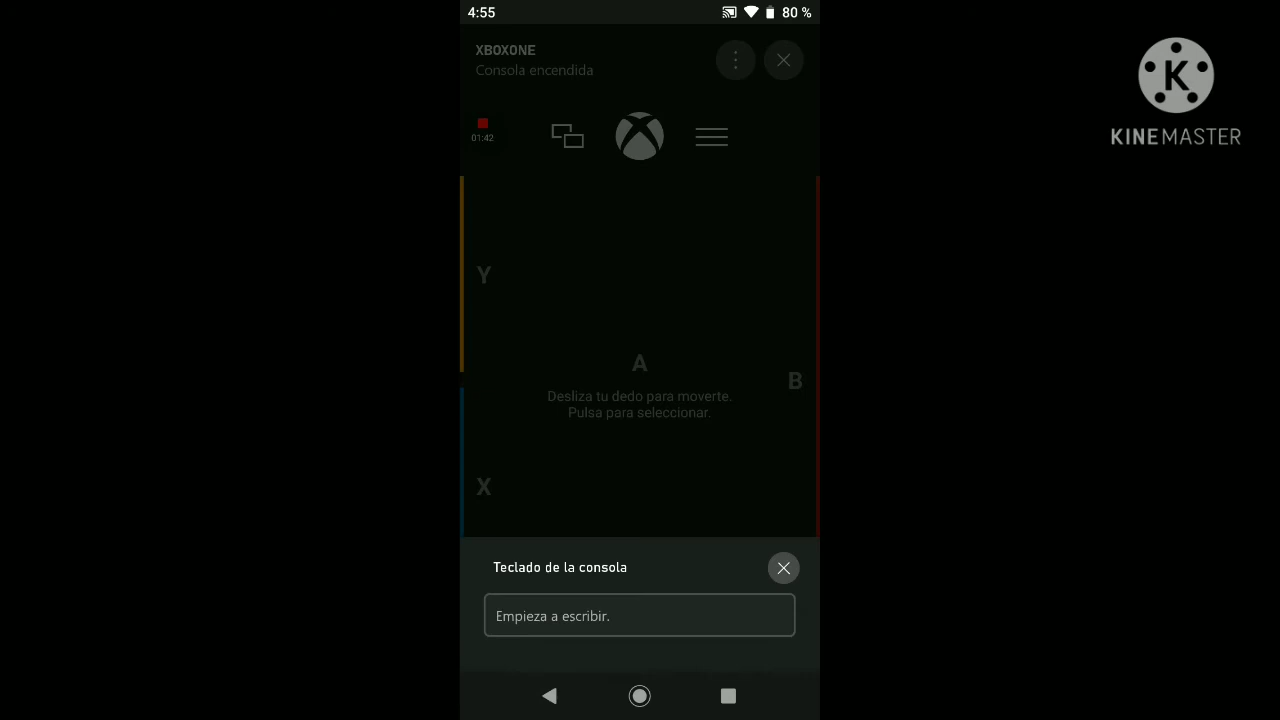 4:55
80 %
XBOXONE
Consola encendida
01:42
Y
A
B
Desliza tu dedo para moverte.
Pulsa para seleccionar.
X
Teclado de la consola
Empieza a escribir.
K
KINEMASTER